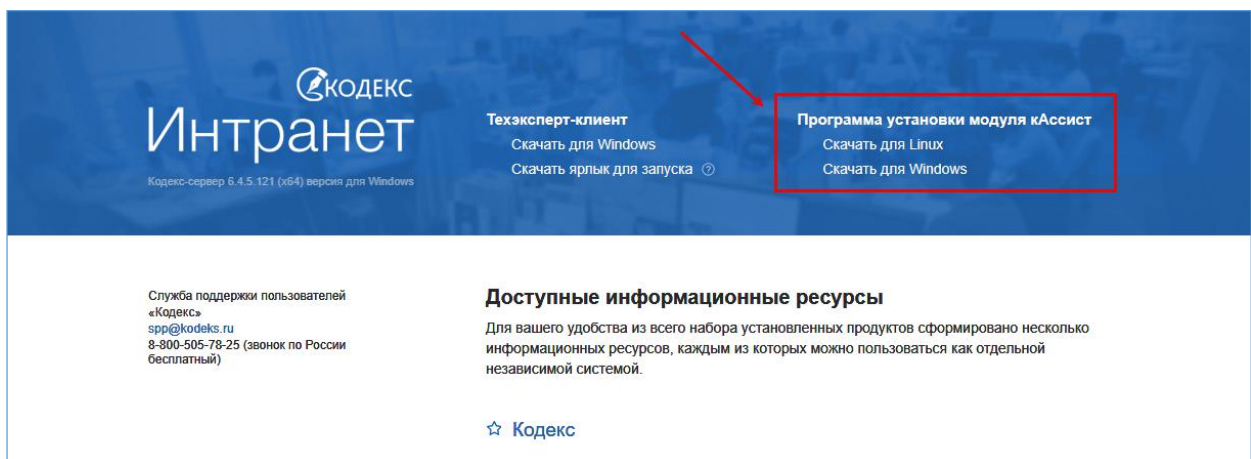 кодекс
Интранет
Кодекс-сервер 6.4.5.121 (x64) версия для Windows
Техэксперт-клиент
Скачать для Windows
Скачать ярлык для запуска ?
Программа установки модуля кАссист
Скачать для Linux
Скачать для Windows
Служба поддержки пользователей
«Кодекс»
spp@kodeks.ru
8-800-505-78-25 (звонок по России
бесплатный)
Доступные информационные ресурсы
Для вашего удобства из всего набора установленных продуктов сформировано несколько
информационных ресурсов, каждым из которых можно пользоваться как отдельной
независимой системой.
Кодекс